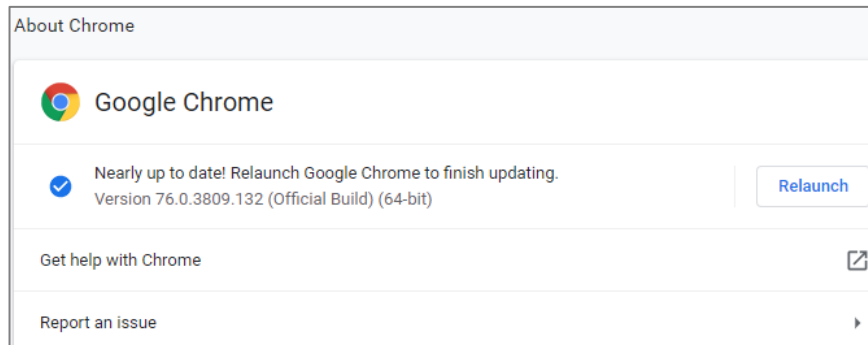 About Chrome
Google Chrome
Nearly up to date! Relaunch Google Chrome to finish updating.
Version 76.0.3809.132 (Official Build) (64-bit)
Relaunch
Get help with Chrome
Report an issue